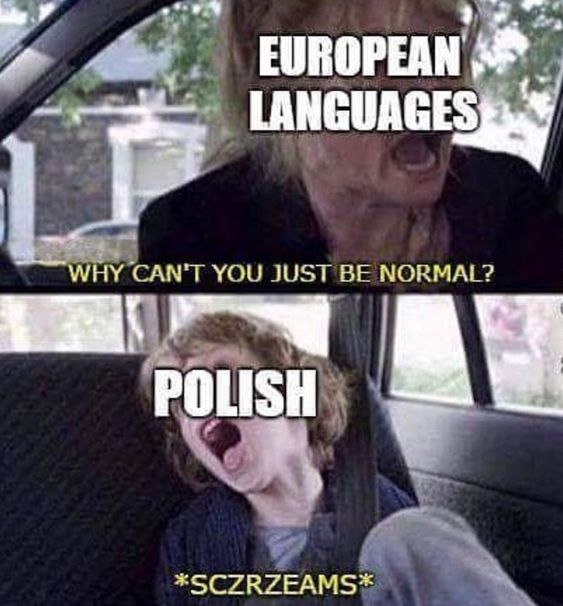 EUROPEAN
LANGUAGES
WHY CAN'T YOU JUST BE NORMAL?
POLISH
*SCZRZEAMS*